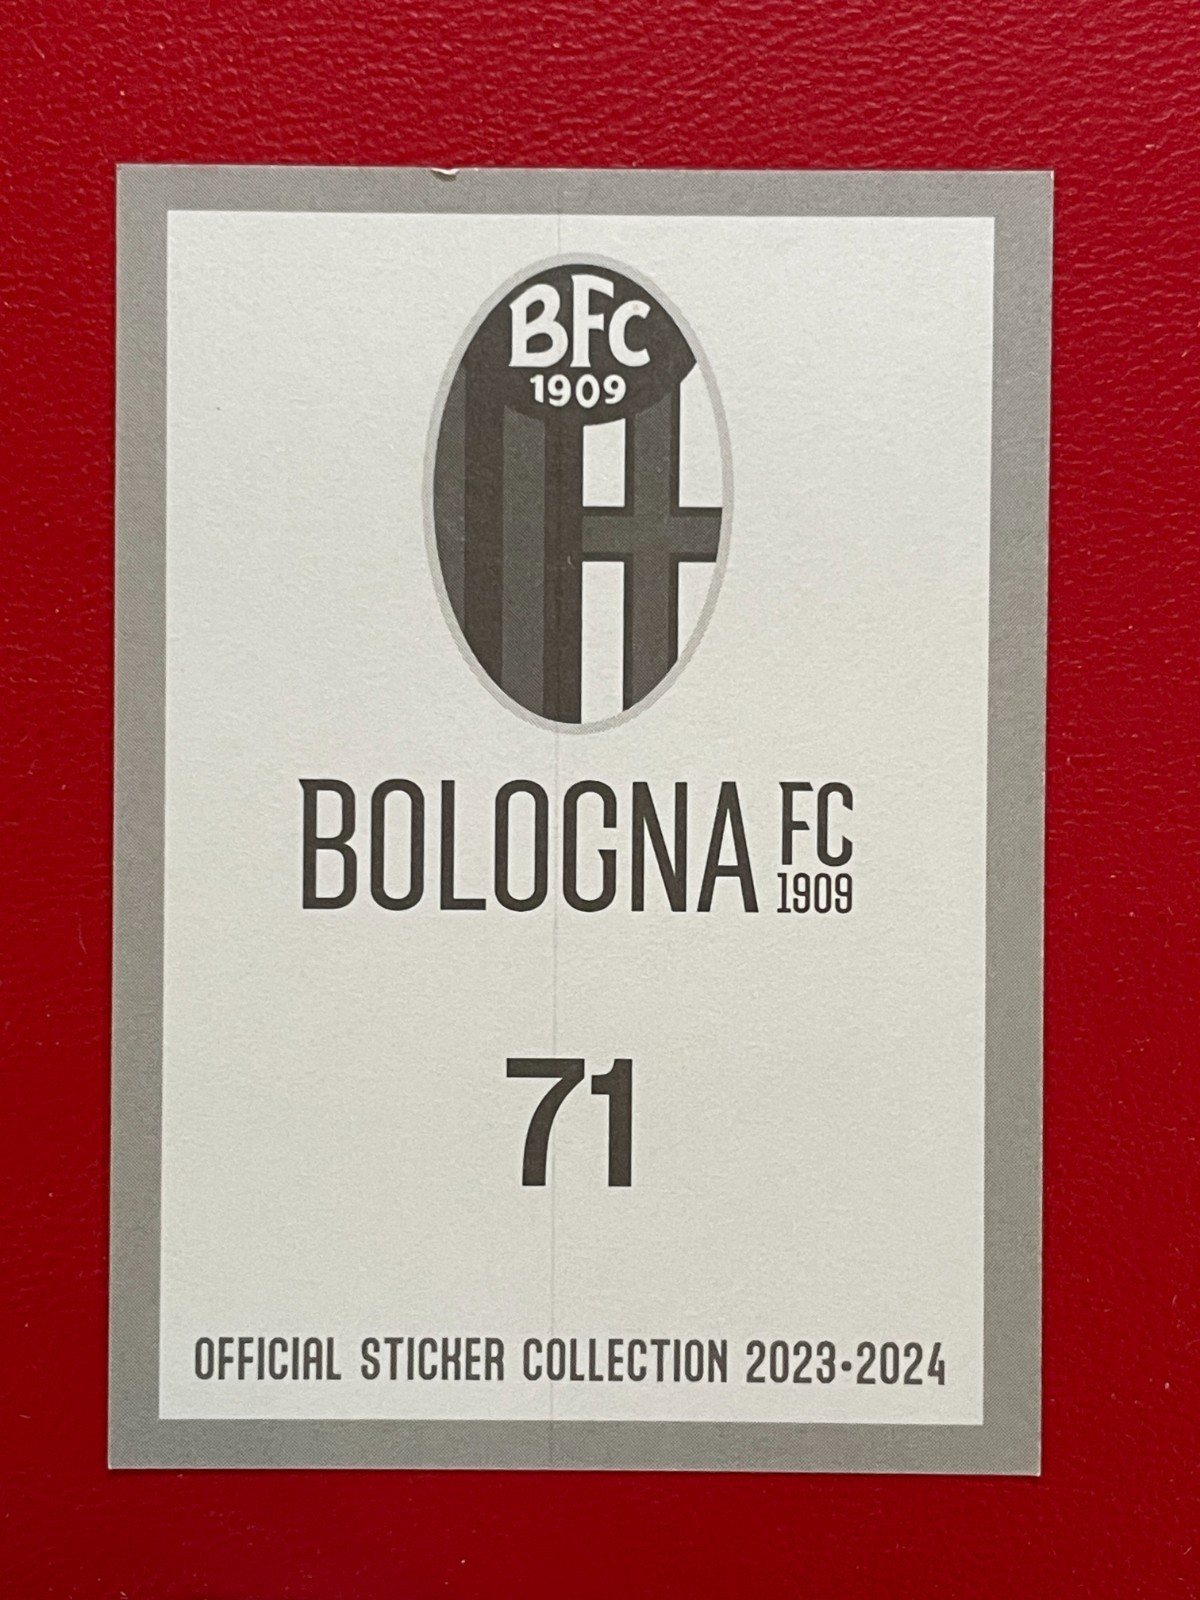 BFC
1909
BOLOGNA FC
1909
71
OFFICIAL STICKER COLLECTION 2023•2024